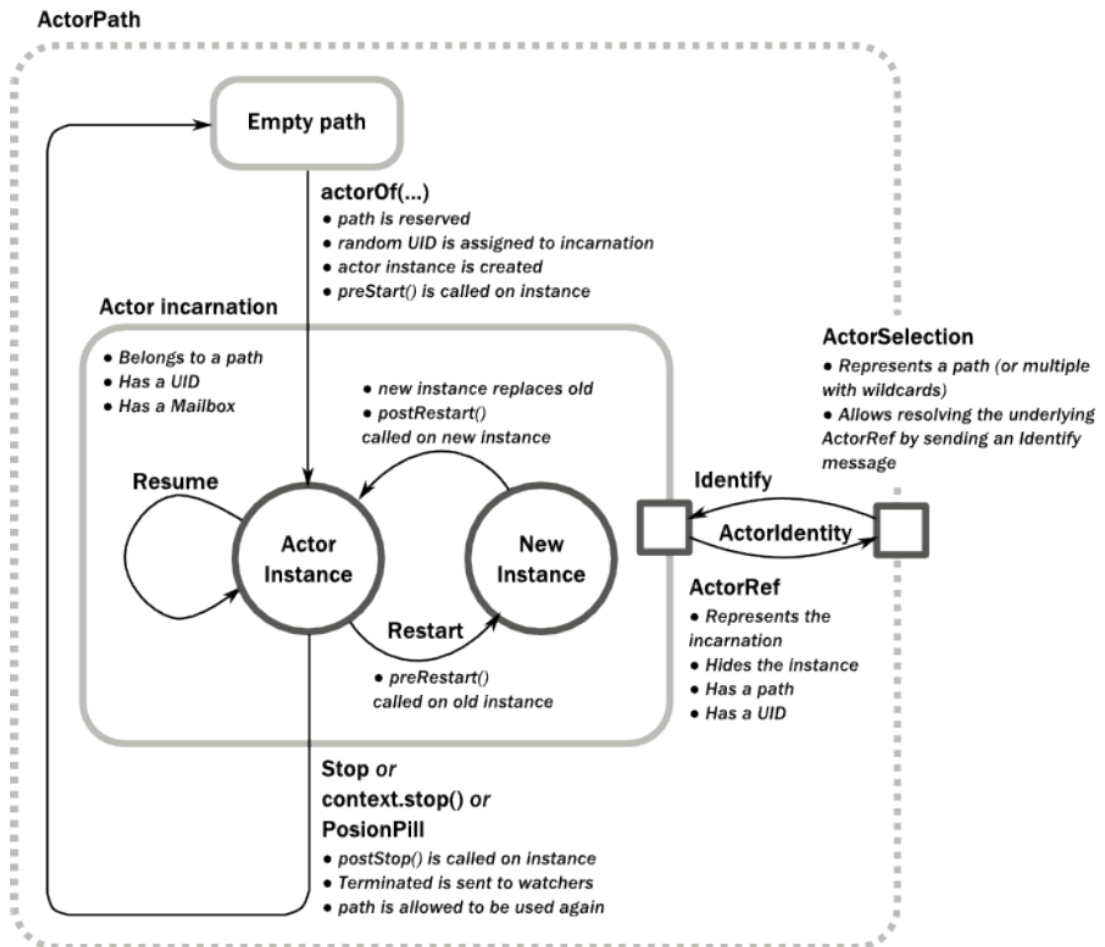 ActorPath
Empty path
actorOf(...)
● path is reserved
● random UID is assigned to incarnation
● actor instance is created
● preStart() is called on instance
Actor incarnation
● Belongs to a path
● Has a UID
● Has a Mailbox
● new instance replaces old
● postRestart()
called on new instance
Resume
Actor
Instance
New
Instance
Restart
● preRestart()
called on old instance
ActorSelection
● Represents a path (or multiple
with wildcards)
● Allows resolving the underlying
ActorRef by sending an Identify
message
Identify
ActorIdentity
ActorRef
● Represents the
incarnation
● Hides the instance
● Has a path
● Has a UID
Stop or
context.stop() or
PosionPill
● postStop() is called on instance
● Terminated is sent to watchers
● path is allowed to be used again